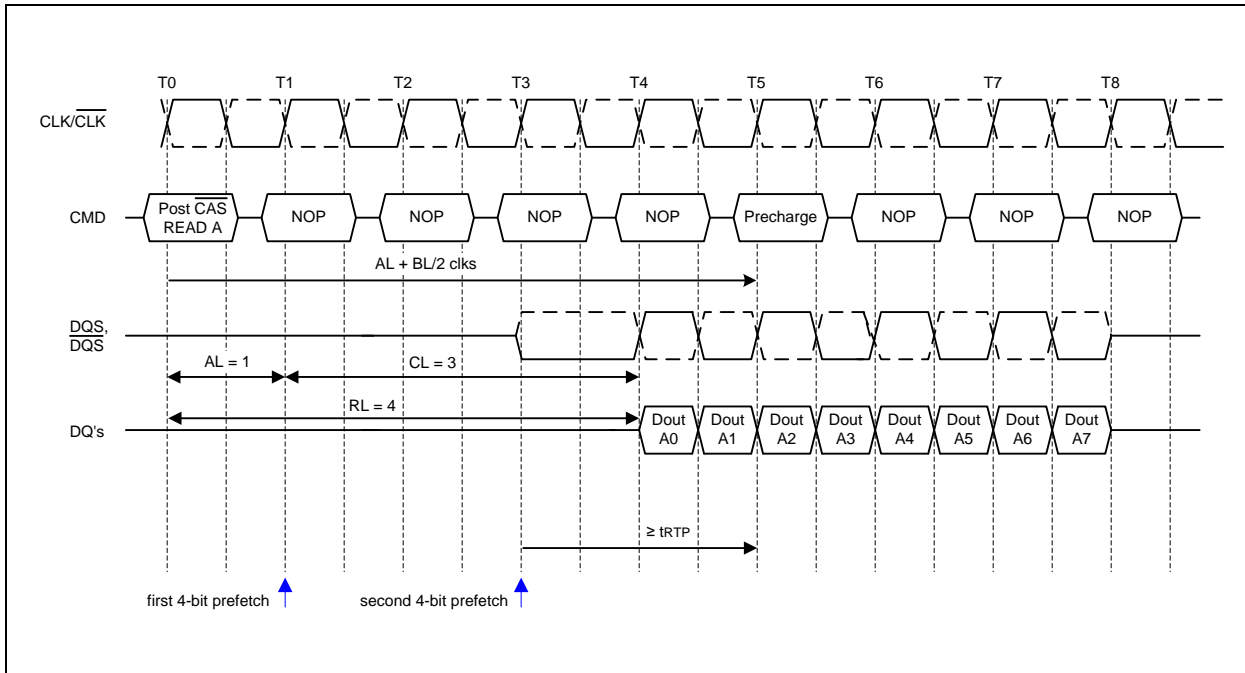 T0 T1 T2 T3 T4 T5 T6 T7 T8
CLK/CLK
CMD
Post CAS
READ A
NOP NOP NOP NOP Precharge NOP NOP NOP
AL + BL/2 clks
DQS,
DQS
AL = 1
CL = 3
RL = 4
DQ's
Dout Dout Dout Dout Dout Dout Dout Dout
A0 A1 A2 A3 A4 A5 A6 A7
≥ tRTP
first 4-bit prefetch
second 4-bit prefetch